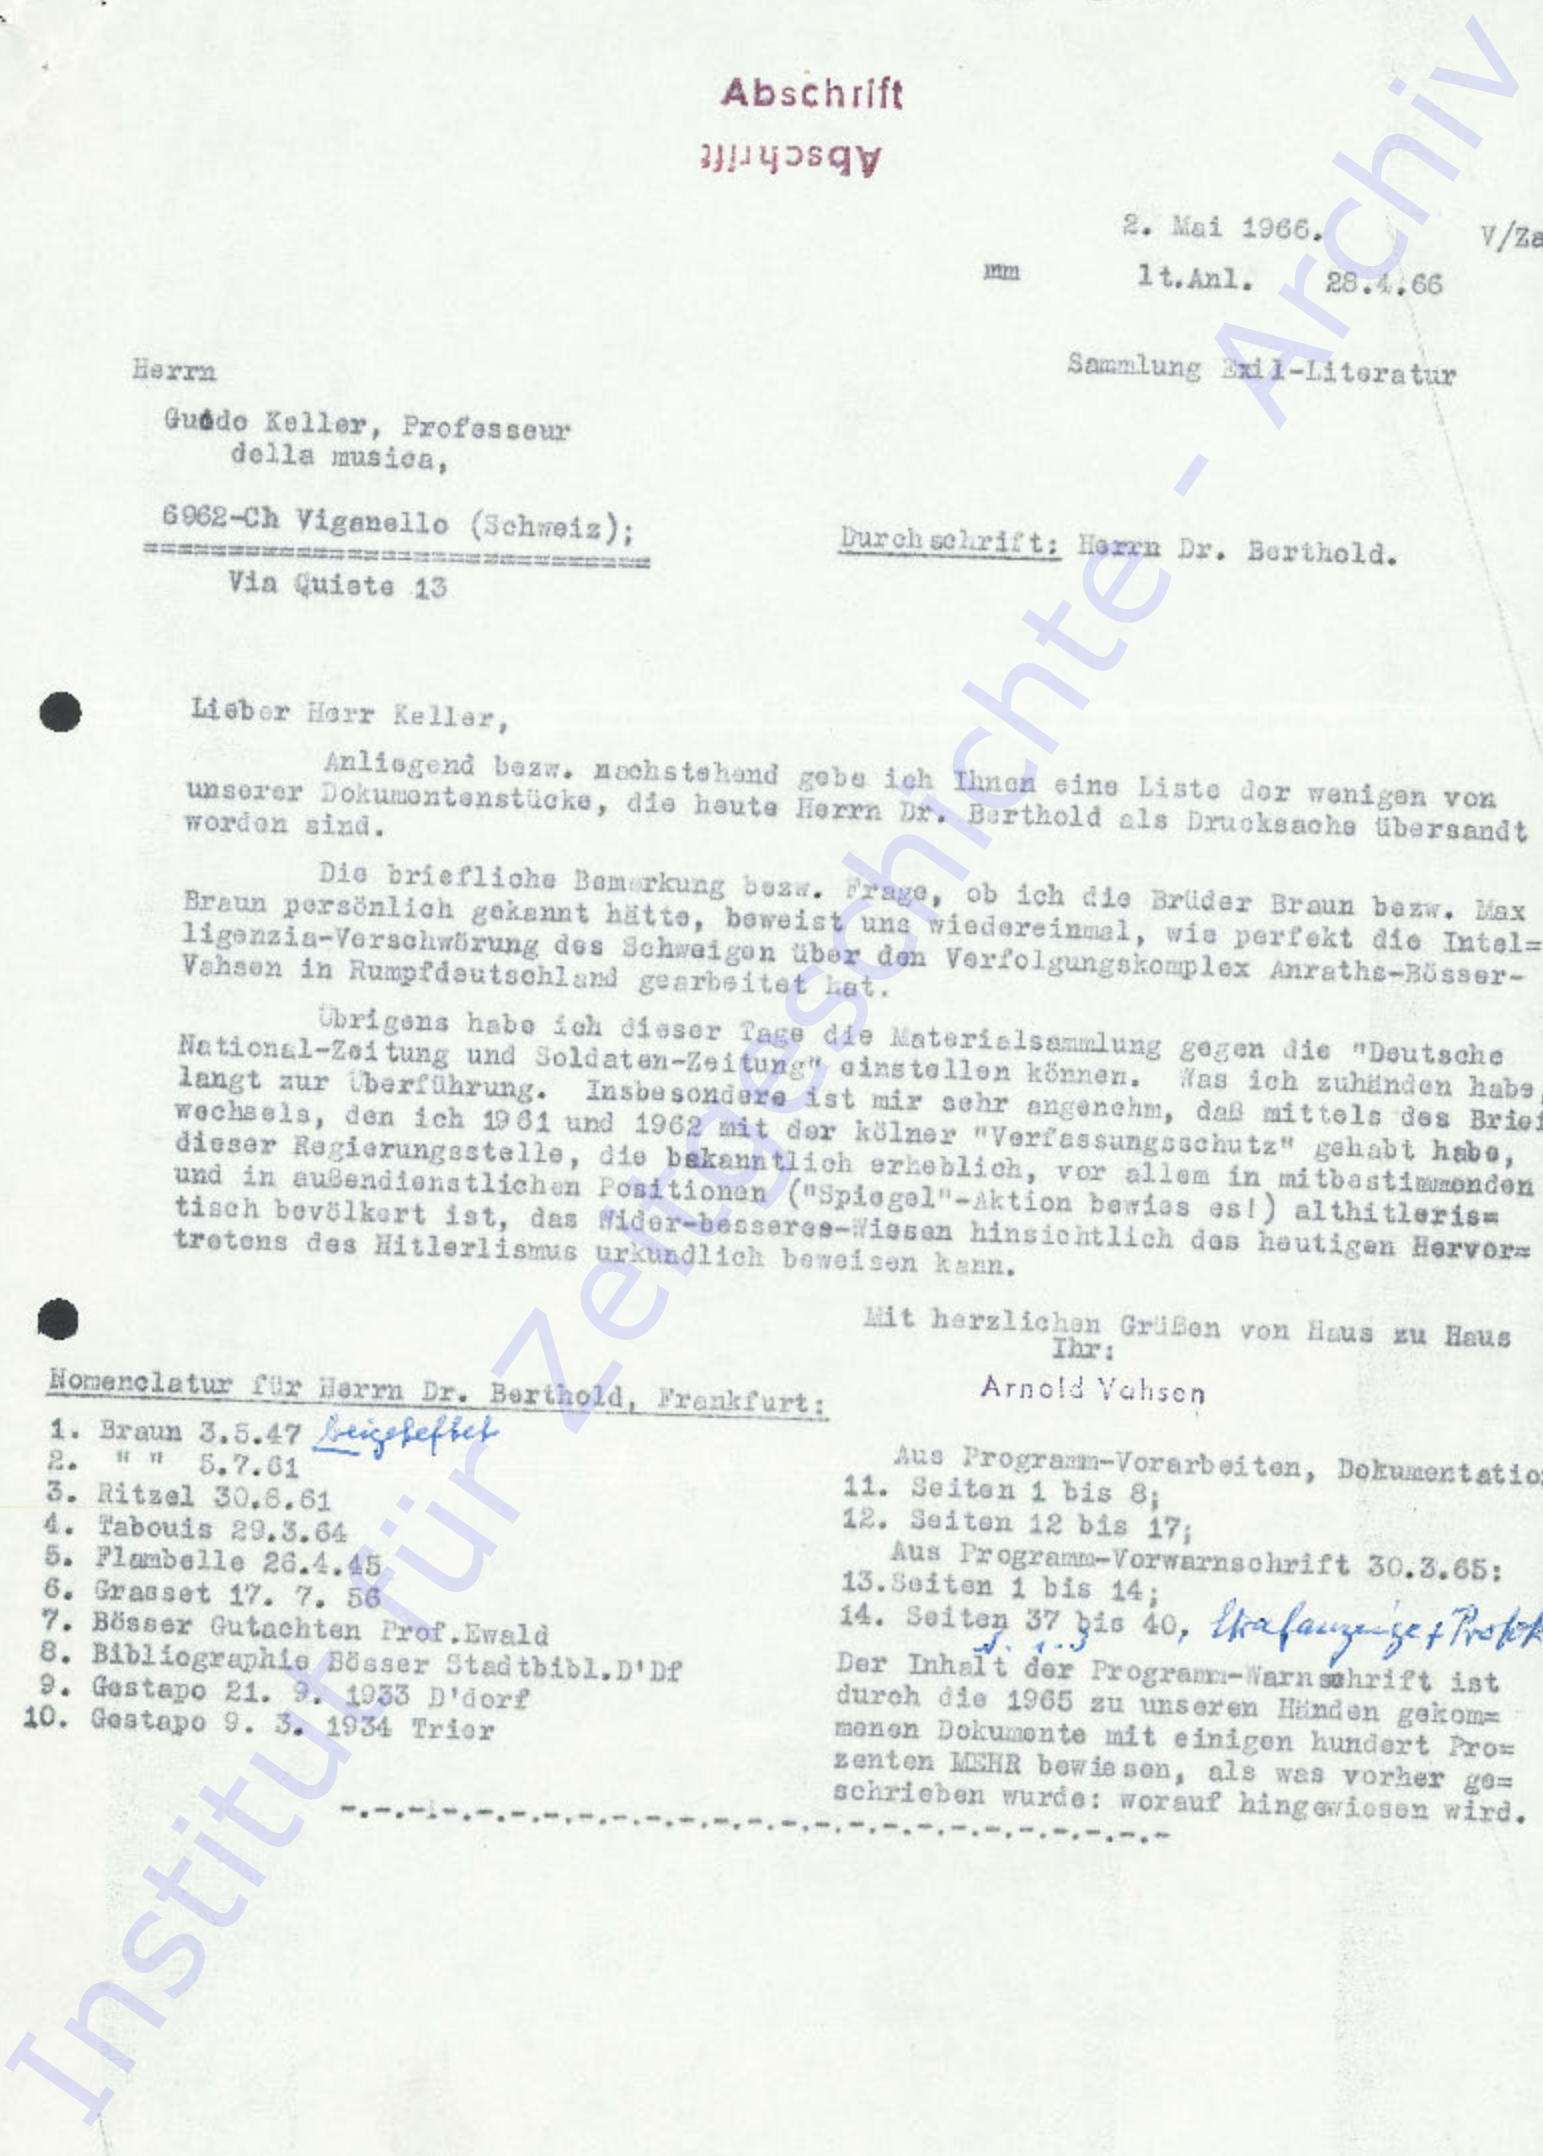 Abschrift
Abschrift
2. Mai 1966. V/Za
mm lt.Anl. 28.4.66
Sammlung Exil-Literatur
Herrn
Guido Keller, Professeur
della musica,
6962-Ch Viganello (Schweiz);
==============================
Via Quiete 13
Durchschrift: Herrn Dr. Berthold.
Lieber Herr Keller,
Anliegend bezw. nachstehend gebe ich Ihnen eine Liste der wenigen von
unserer Dokumentenstücke, die heute Herrn Dr. Berthold als Drucksache übersandt
worden sind.
Die briefliche Bemerkung bezw. Frage, ob ich die Brüder Braun bezw. Max
Braun persönlich gekannt hätte, beweist uns wiedereinmal, wie perfekt die Intel=
ligenzia-Verschwörung des Schweigen über den Verfolgungskomplex Anraths-Bösser-
Vahsen in Rumpfdeutschland gearbeitet hat.
Übrigens habe ich dieser Tage die Materialsammlung gegen die "Deutsche
National-Zeitung und Soldaten-Zeitung" einstellen können. Was ich zuhänden habe,
langt zur Überführung. Insbesondere ist mir sehr angenehm, daß mittels des Brief
wechsels, den ich 1961 und 1962 mit der kölner "Verfassungsschutz" gehabt habe,
dieser Regierungsstelle, die bekanntlich erheblich, vor allem in mitbestimmenden
und in außendienstlichen Positionen ("Spiegel"-Aktion bewies es!) althitleris=
tisch bevölkert ist, das Wider-besseres-Wissen hinsichtlich des heutigen Hervor=
tretens des Hitlerlismus urkundlich beweisen kann.
Mit herzlichen Grüßen von Haus zu Haus
Ihr:
Arnold Vahsen
Nomenclatur für Herrn Dr. Berthold, Frankfurt:
1. Braun 3.5.47 beigeheftet
2. " " 5.7.61
3. Ritzel 30.6.61
4. Tabouis 29.3.64
5. Flambelle 26.4.45
6. Grasset 17. 7. 56
7. Bösser Gutachten Prof.Ewald
8. Bibliographie Bösser Stadtbibl.D'Df
9. Gestapo 21. 9. 1933 D'dorf
10. Gestapo 9. 3. 1934 Trier
Aus Programm-Vorarbeiten, Dokumentatio
11. Seiten 1 bis 8;
12. Seiten 12 bis 17;
Aus Programm-Vorwarnschrift 30.3.65:
13.Seiten 1 bis 14;
14. Seiten 37 bis 40, Strafanzeige + Protok
Der Inhalt der Programm-Warnschrift ist
durch die 1965 zu unseren Händen gekom=
menen Dokumente mit einigen hundert Pro=
zenten MEHR bewiesen, als was vorher ge=
schrieben wurde: worauf hingewiesen wird.
-.-.-.-.-.-.-.-.-.-.-.-.-.-.-.-.-.-.-.-.-.-.-.-.-
Institut für Zeitgeschichte - Archiv